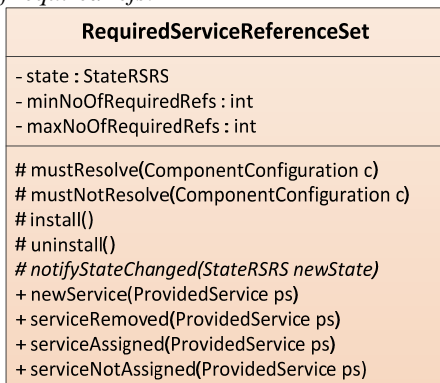 RequiredServiceReferenceSet
- state : StateRSRS
- minNoOfRequiredRefs : int
- maxNoOfRequiredRefs : int
# mustResolve(ComponentConfiguration c)
# mustNotResolve(ComponentConfiguration c)
# install()
# uninstall()
# notifyStateChanged(StateRSRS newState)
+ newService(ProvidedService ps)
+ serviceRemoved(ProvidedService ps)
+ serviceAssigned(ProvidedService ps)
+ serviceNotAssigned(ProvidedService ps)